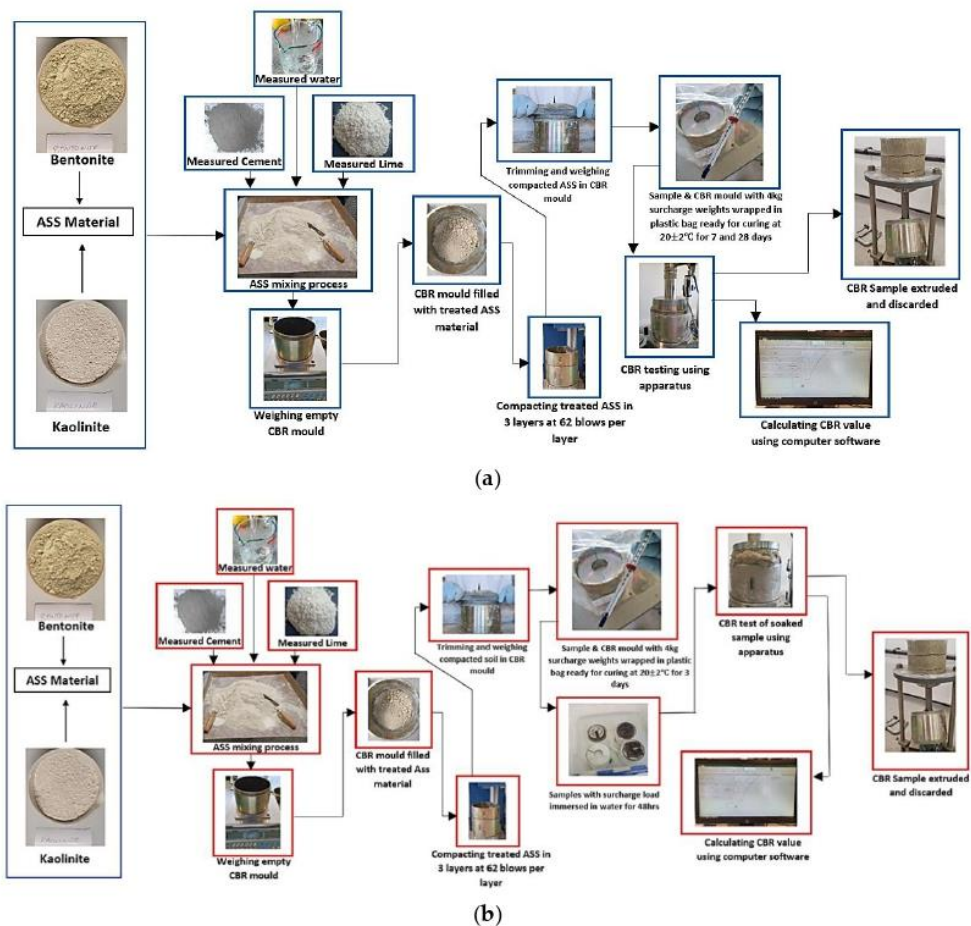 BENTONITE
Bentonite
ASS Material
KAOLINITE
Kaolinite
Measured water
Measured Cement
Measured Lime
ASS mixing process
Weighing empty
CBR mould
CBR mould filled
with treated ASS
material
Compacting treated ASS in
3 layers at 62 blows per
layer
Trimming and weighing
compacted ASS in CBR
mould
Sample & CBR mould with 4kg
surcharge weights wrapped in
plastic bag ready for curing at
20±2°C for 7 and 28 days
CBR testing using
apparatus
CBR Sample extruded
and discarded
Calculating CBR value
using computer software
(a)
BENTONITE
Bentonite
ASS Material
Kaolinite
Measured water
Measured Cement
Measured Lime
ASS mixing process
Weighing empty
CBR mould
CBR mould filled
with treated Ass
material
Compacting treated ASS in
3 layers at 62 blows per
layer
Trimming and weighing
compacted soil in CBR
mould
Sample & CBR mould with 4kg
surcharge weights wrapped in plastic
bag ready for curing at 20±2°C for 3
days
Samples with surcharge load
immersed in water for 48hrs
CBR test of soaked
sample using
apparatus
CBR Sample extruded
and discarded
Calculating CBR value
using computer software
(b)